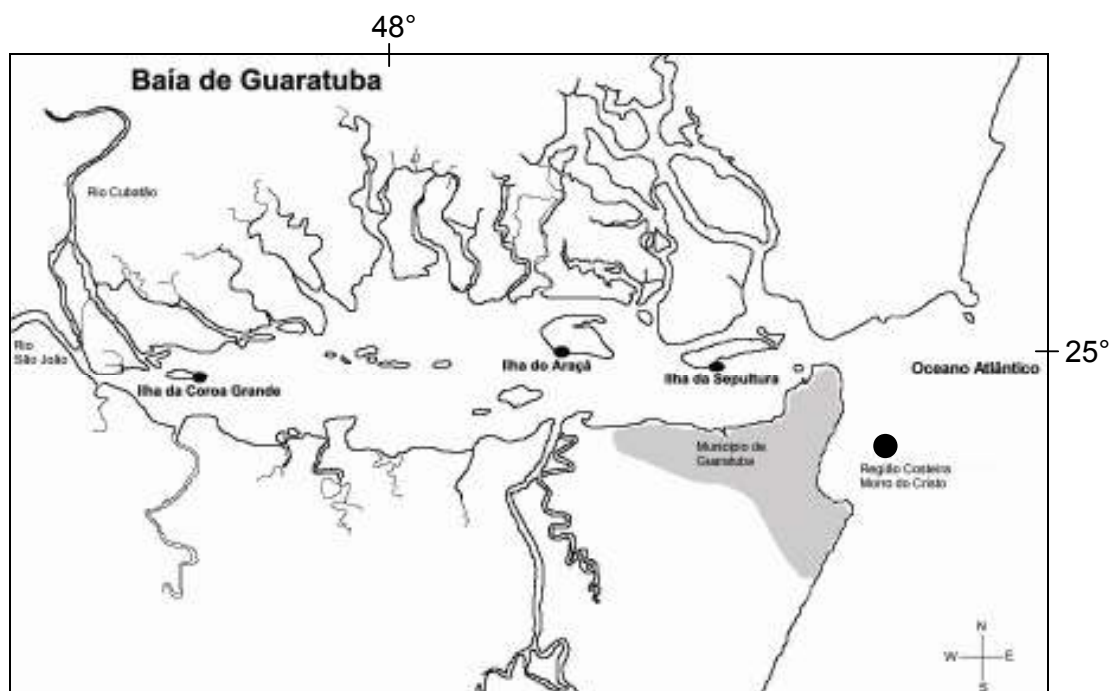 48°
Baía de Guaratuba
Rio Cubatão
Rio
São João
Ilha da Coroa Grande
Ilha do Araçá
Ilha da Sepultura
Oceano Atlântico
25°
Município de
Guaratuba
Região Costeira
Morro do Cristo
N
W
E
S